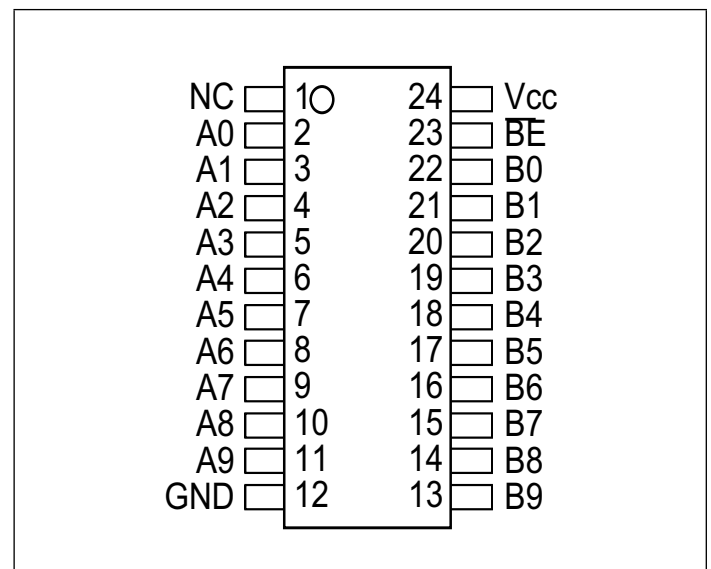 NC 1 24 Vcc
A0 2 23 B̅E̅
A1 3 22 B0
A2 4 21 B1
A3 5 20 B2
A4 6 19 B3
A5 7 18 B4
A6 8 17 B5
A7 9 16 B6
A8 10 15 B7
A9 11 14 B8
GND 12 13 B9